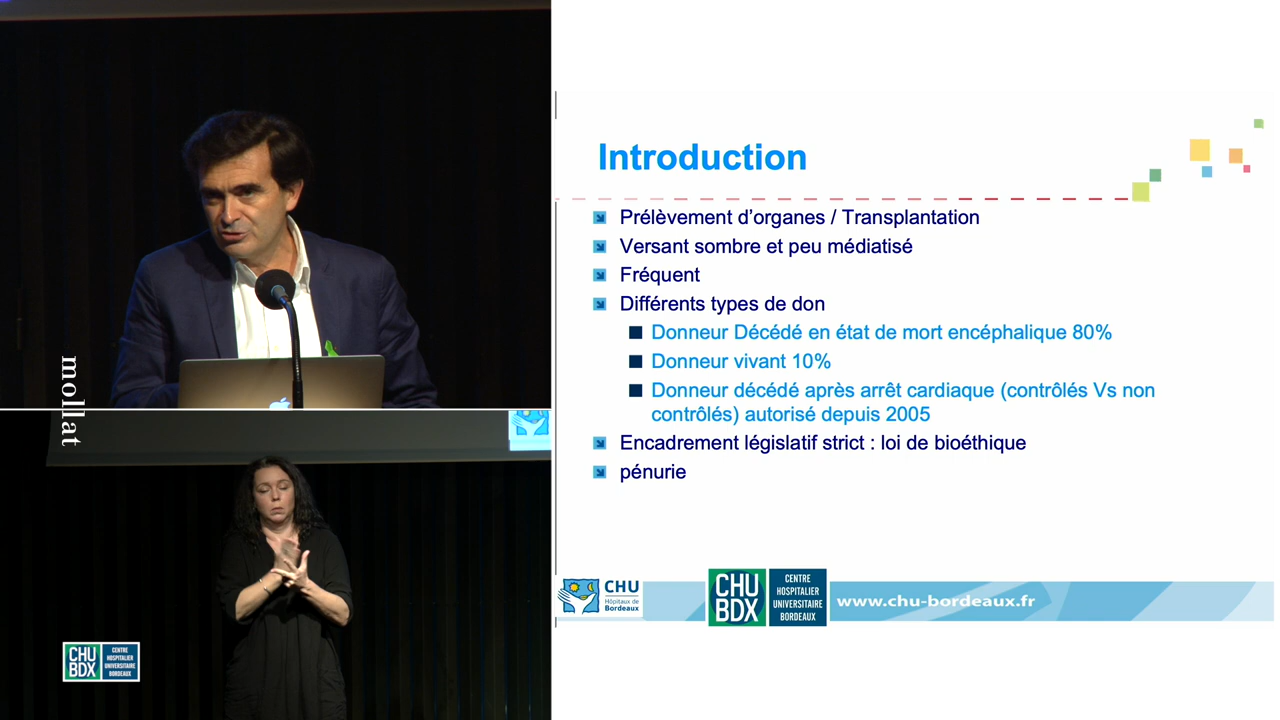 mollat
CHU
BDX
CENTRE
HOSPITALIER
UNIVERSITAIRE
BORDEAUX
Introduction
Prélèvement d'organes / Transplantation
Versant sombre et peu médiatisé
Fréquent
Différents types de don
Donneur Décédé en état de mort encéphalique 80%
Donneur vivant 10%
Donneur décédé après arrêt cardiaque (contrôlés Vs non
contrôlés) autorisé depuis 2005
Encadrement législatif strict : loi de bioéthique
pénurie
CHU
Hôpitaux de
Bordeaux
CHU
BDX
CENTRE
HOSPITALIER
UNIVERSITAIRE
BORDEAUX
www.chu-bordeaux.fr